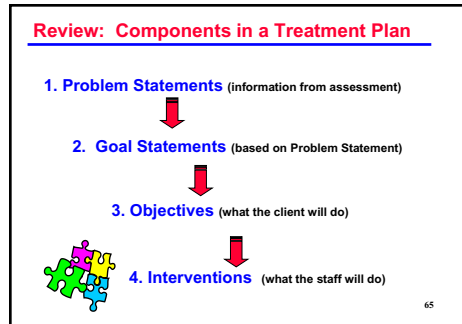 Review: Components in a Treatment Plan
1. Problem Statements (information from assessment)
2. Goal Statements (based on Problem Statement)
3. Objectives (what the client will do)
4. Interventions (what the staff will do)
65